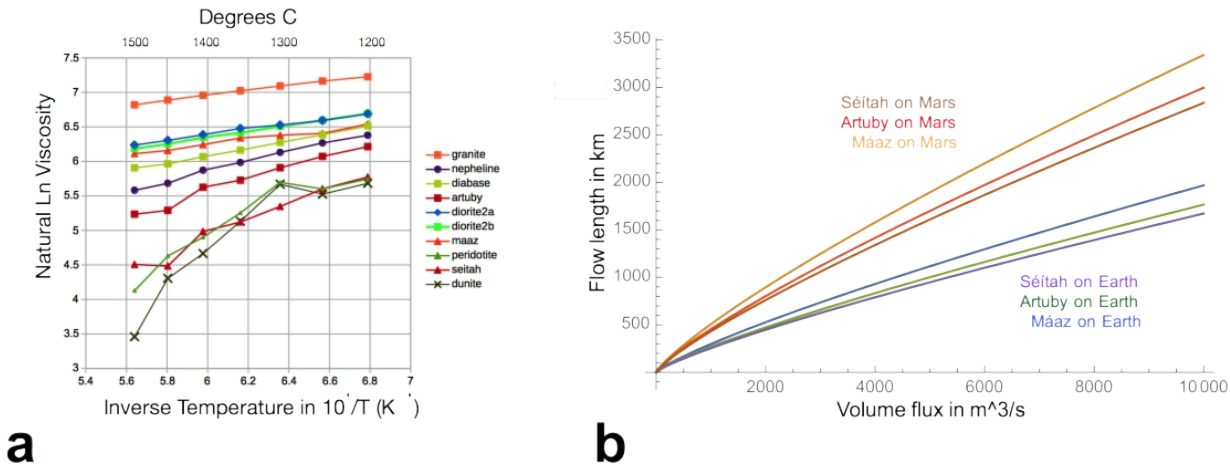 Degrees C
1500 1400 1300 1200
7.5
7
6.5
6
5.5
5
4.5
4
3.5
3
Natural Ln Viscosity
5.4 5.6 5.8 6 6.2 6.4 6.6 6.8 7
Inverse Temperature in 10'/T (K ')
granite
nepheline
diabase
artuby
diorite2a
diorite2b
maaz
peridotite
seitah
dunite
a
3500
3000
2500
2000
1500
1000
500
Flow length in km
Séítah on Mars
Artuby on Mars
Máaz on Mars
Séítah on Earth
Artuby on Earth
Máaz on Earth
2000 4000 6000 8000 10000
Volume flux in m^3/s
b